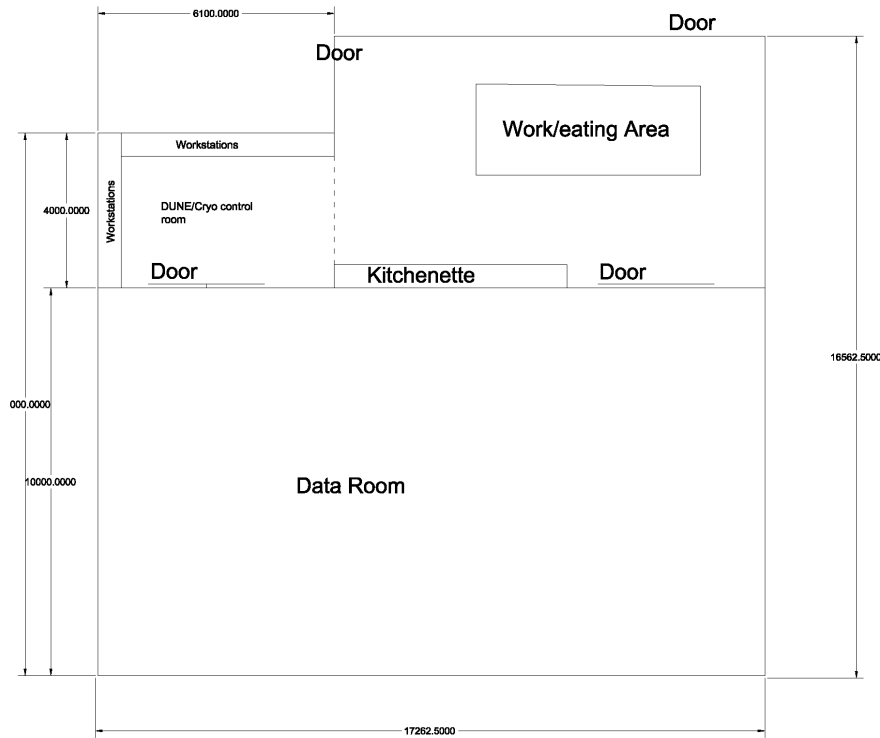 6100.0000
Door
Door
Work/eating Area
Workstations
Workstations
4000.0000
DUNE/Cryo control
room
Door
Kitchenette
Door
16562.5000
000.0000
10000.0000
Data Room
17262.5000